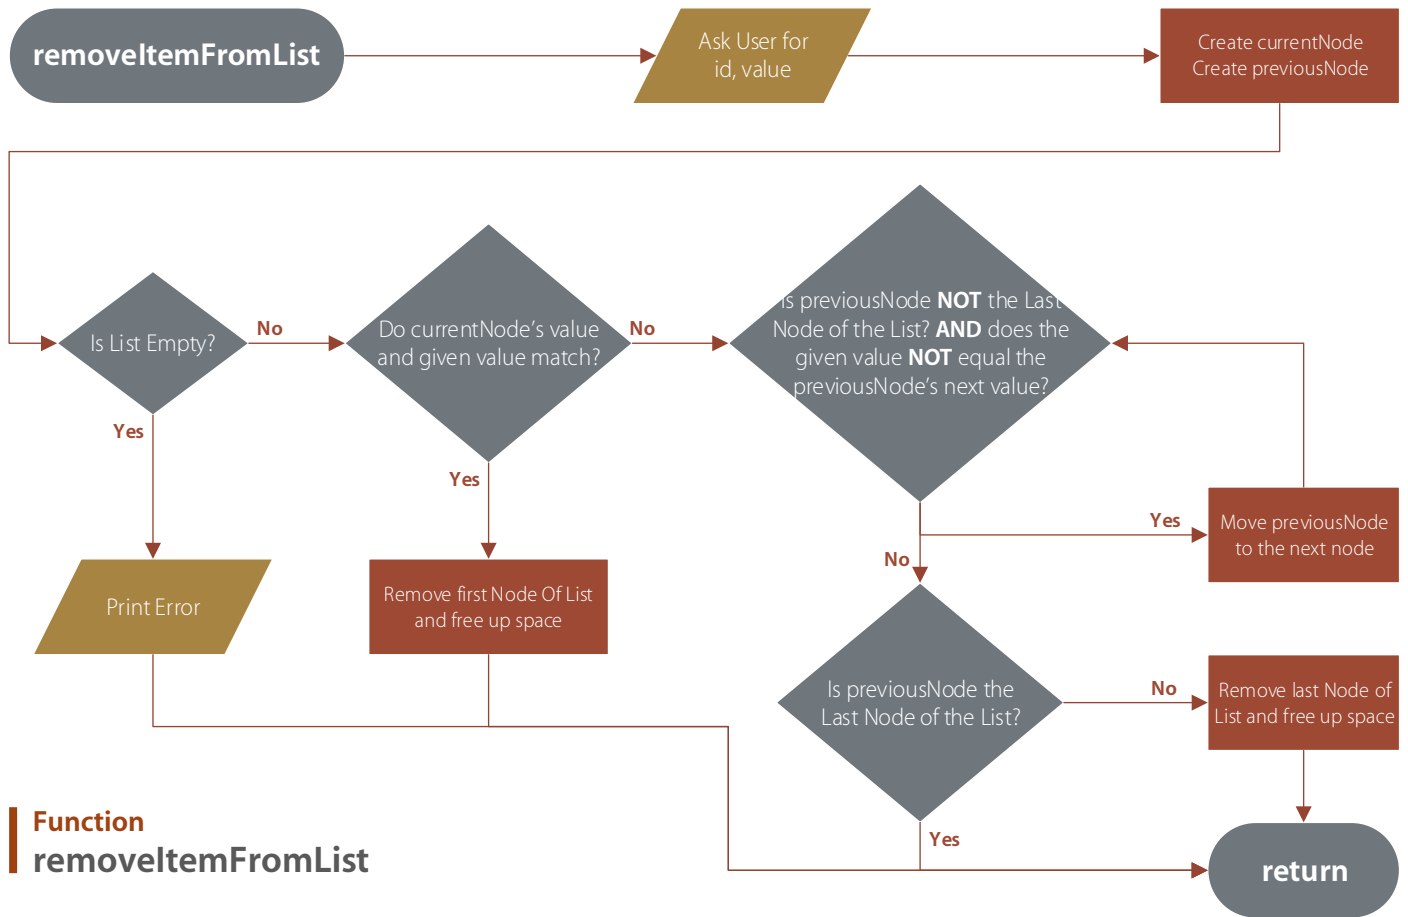 removeItemFromList
Ask User for
id, value
Create currentNode
Create previousNode
Is List Empty?
No
Do currentNode's value
and given value match?
No
Is previousNode NOT the Last
Node of the List? AND does the
given value NOT equal the
previousNode's next value?
Yes
Yes
Yes
No
Move previousNode
to the next node
Print Error
Remove first Node Of List
and free up space
Is previousNode the
Last Node of the List?
No
Remove last Node of
List and free up space
Yes
return
Function
removeItemFromList